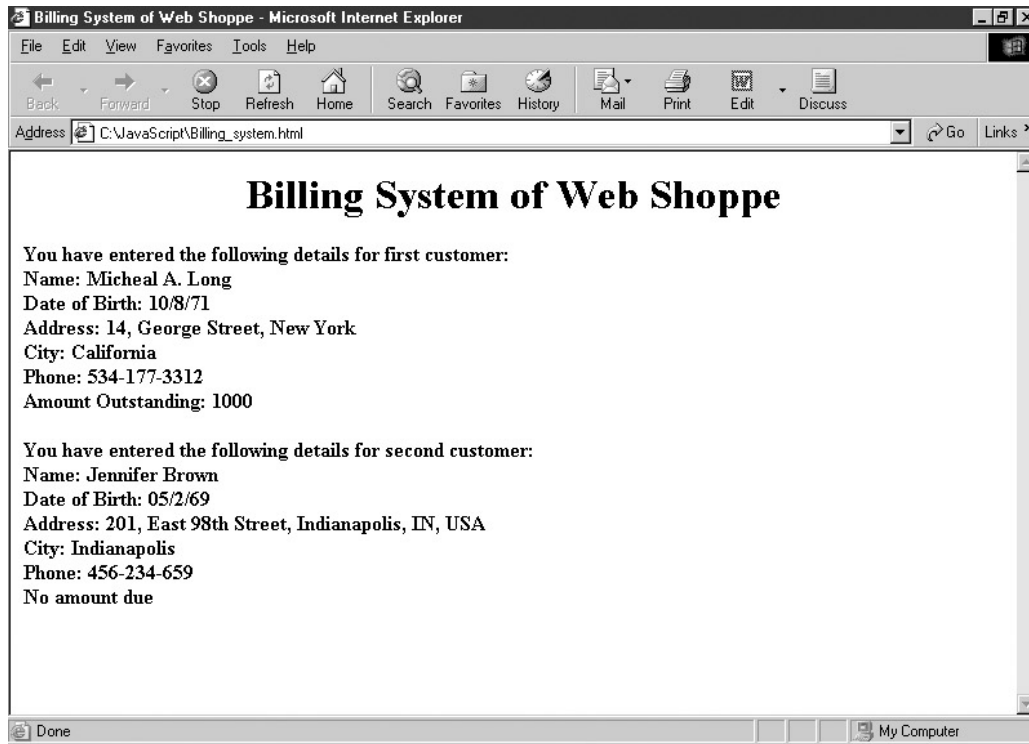 Billing System of Web Shoppe - Microsoft Internet Explorer
File Edit View Favorites Tools Help
Back Forward Stop Refresh Home Search Favorites History Mail Print Edit Discuss
Address C:\JavaScript\Billing_system.html Go Links
Billing System of Web Shoppe
You have entered the following details for first customer:
Name: Micheal A. Long
Date of Birth: 10/8/71
Address: 14, George Street, New York
City: California
Phone: 534-177-3312
Amount Outstanding: 1000
You have entered the following details for second customer:
Name: Jennifer Brown
Date of Birth: 05/2/69
Address: 201, East 98th Street, Indianapolis, IN, USA
City: Indianapolis
Phone: 456-234-659
No amount due
Done My Computer